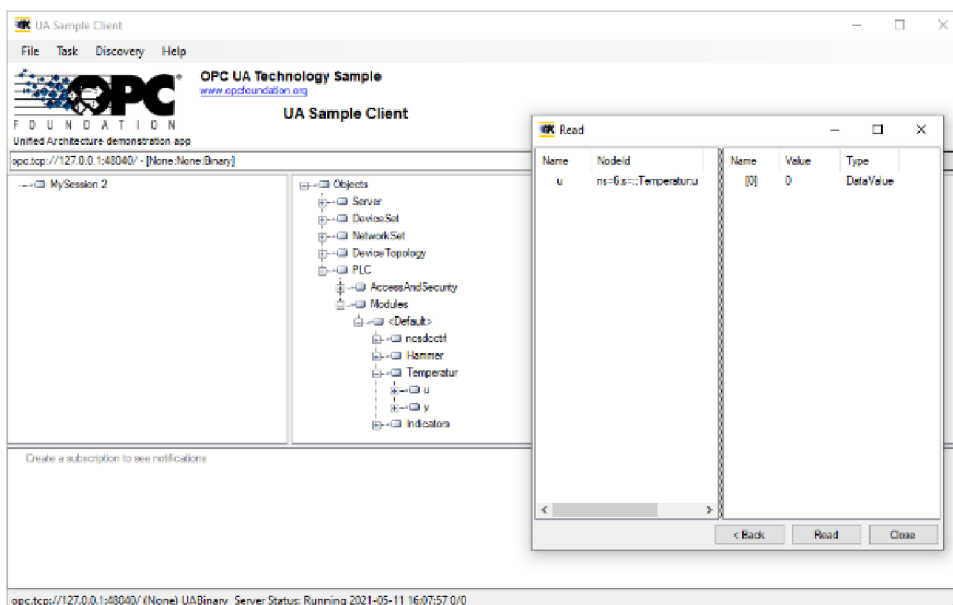 UA Sample Client
File Task Discovery Help
OPC
FOUNDATION
Unified Architecture demonstration app
OPC UA Technology Sample
www.opcfoundation.org
UA Sample Client
opc.tcp://127.0.0.1:48040/ - [None:None:Binary]
MySession 2
Objects
Server
DeviceSet
NetworkSet
DeviceTopology
PLC
AccessAndSecurity
Modules
<Default>
Hammer
Temperatur
u
y
Indicators
Create a subscription to see notifications
Read
Name NodeId
u ns=6;s=::Temperatur:u
Name Value Type
[0] 0 DataValue
< Back Read Close
opc.tcp://127.0.0.1:48040/ (None) UABinary Server Status: Running 2021-05-11 16:07:57 0/0